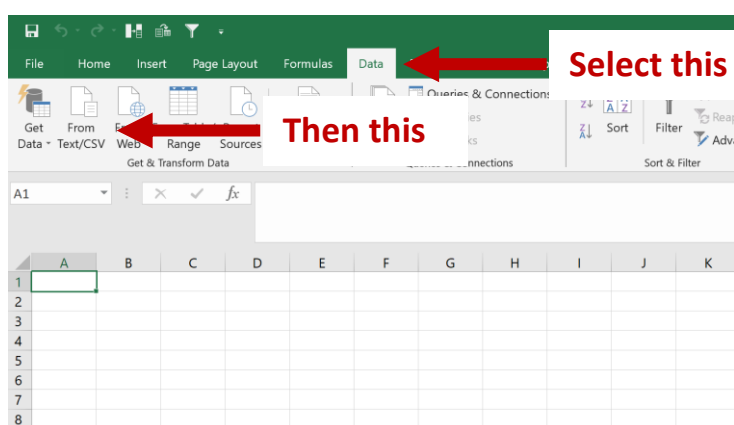 File Home Insert Page Layout Formulas Data
Select this
Queries & Connections
Get From
Data Text/CSV Web Range Sources
Then this
Sort Filter
Get & Transform Data
Sort & Filter
A1 fx
A B C D E F G H I J K
1
2
3
4
5
6
7
8